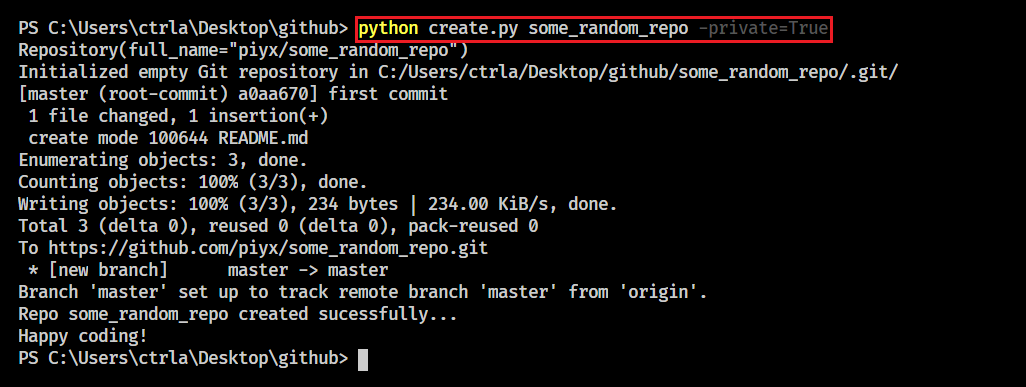 PS C:\Users\ctrla\Desktop\github> python create.py some_random_repo -private=True
Repository(full_name="piyx/some_random_repo")
Initialized empty Git repository in C:/Users/ctrla/Desktop/github/some_random_repo/.git/
[master (root-commit) a0aa670] first commit
 1 file changed, 1 insertion(+)
 create mode 100644 README.md
Enumerating objects: 3, done.
Counting objects: 100% (3/3), done.
Writing objects: 100% (3/3), 234 bytes | 234.00 KiB/s, done.
Total 3 (delta 0), reused 0 (delta 0), pack-reused 0
To https://github.com/piyx/some_random_repo.git
 * [new branch]      master -> master
Branch 'master' set up to track remote branch 'master' from 'origin'.
Repo some_random_repo created sucessfully...
Happy coding!
PS C:\Users\ctrla\Desktop\github>